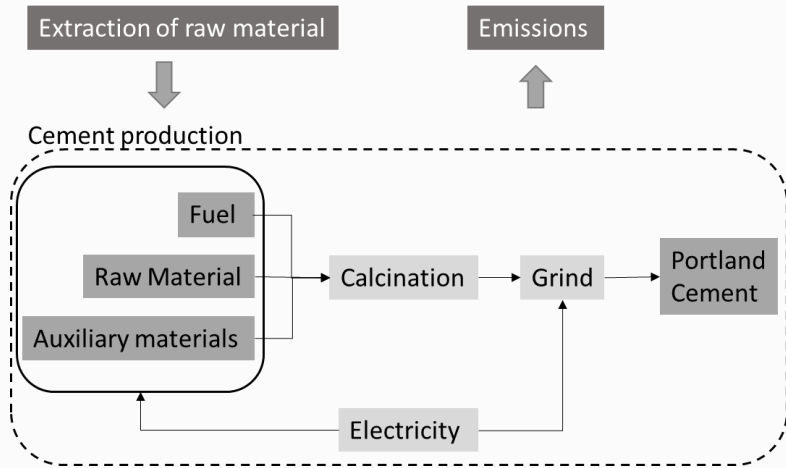 Extraction of raw material
Emissions
Cement production
Fuel
Raw Material
Calcination
Grind
Portland
Cement
Auxiliary materials
Electricity